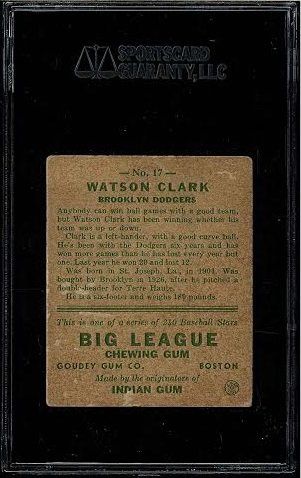 SPORTSCARD
GUARANTY, LLC
— No. 17 —
WATSON CLARK
BROOKLYN DODGERS
Anybody can win ball games with a good team,
but Watson Clark has been winning whether his
team was up or down.
Clark is a left-hander, with a good curve ball.
He's been with the Dodgers six years and has
won more games than he has lost every year but
one. Last year he won 20 and lost 12.
Was born in St. Joseph, La., in 1904. Was
bought by Brooklyn in 1926, after he pitched a
double-header for Terre Haute.
He is a six-footer and weighs 180 pounds.
This is one of a series of 240 Baseball Stars
BIG LEAGUE
CHEWING GUM
GOUDEY GUM CO. BOSTON
Made by the originators of
INDIAN GUM